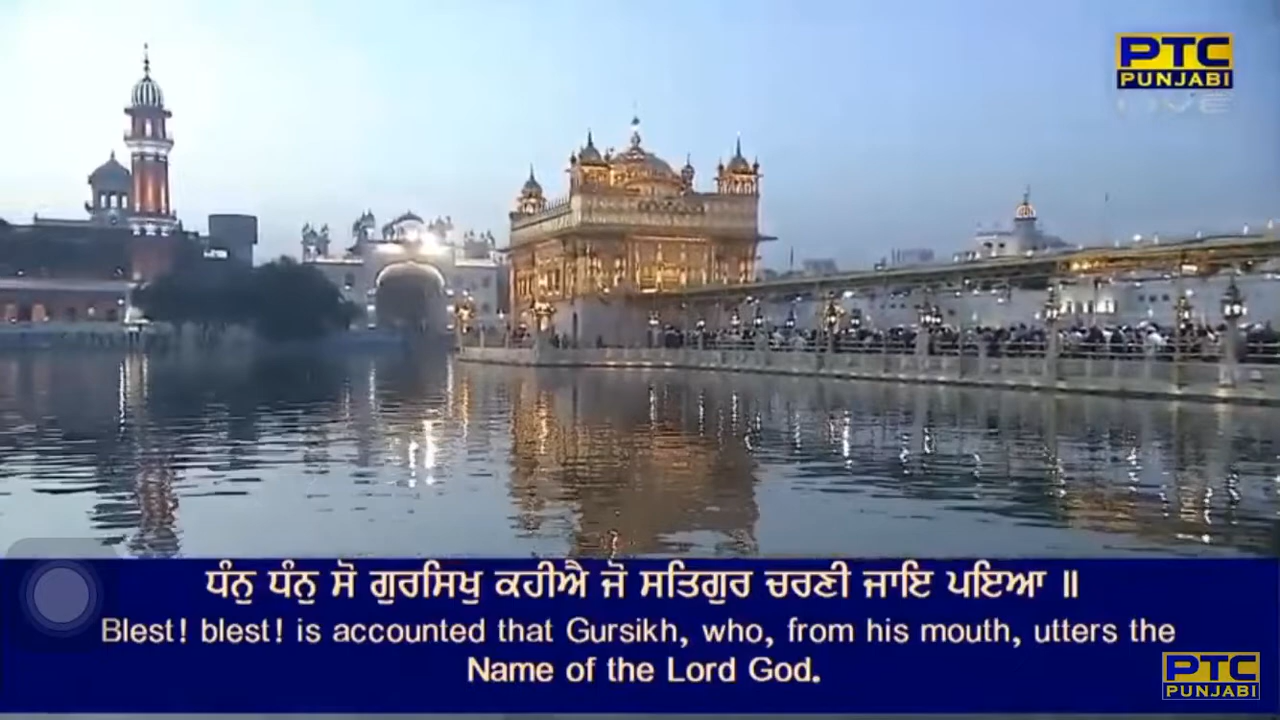 PTC
PUNJABI
LIVE
ਧੰਨੁ ਧੰਨੁ ਸੋ ਗੁਰਸਿਖੁ ਕਹੀਐ ਜੋ ਸਤਿਗੁਰ ਚਰਣੀ ਜਾਇ ਪਇਆ ॥
Blest! blest! is accounted that Gursikh, who, from his mouth, utters the
Name of the Lord God.
PTC
PUNJABI